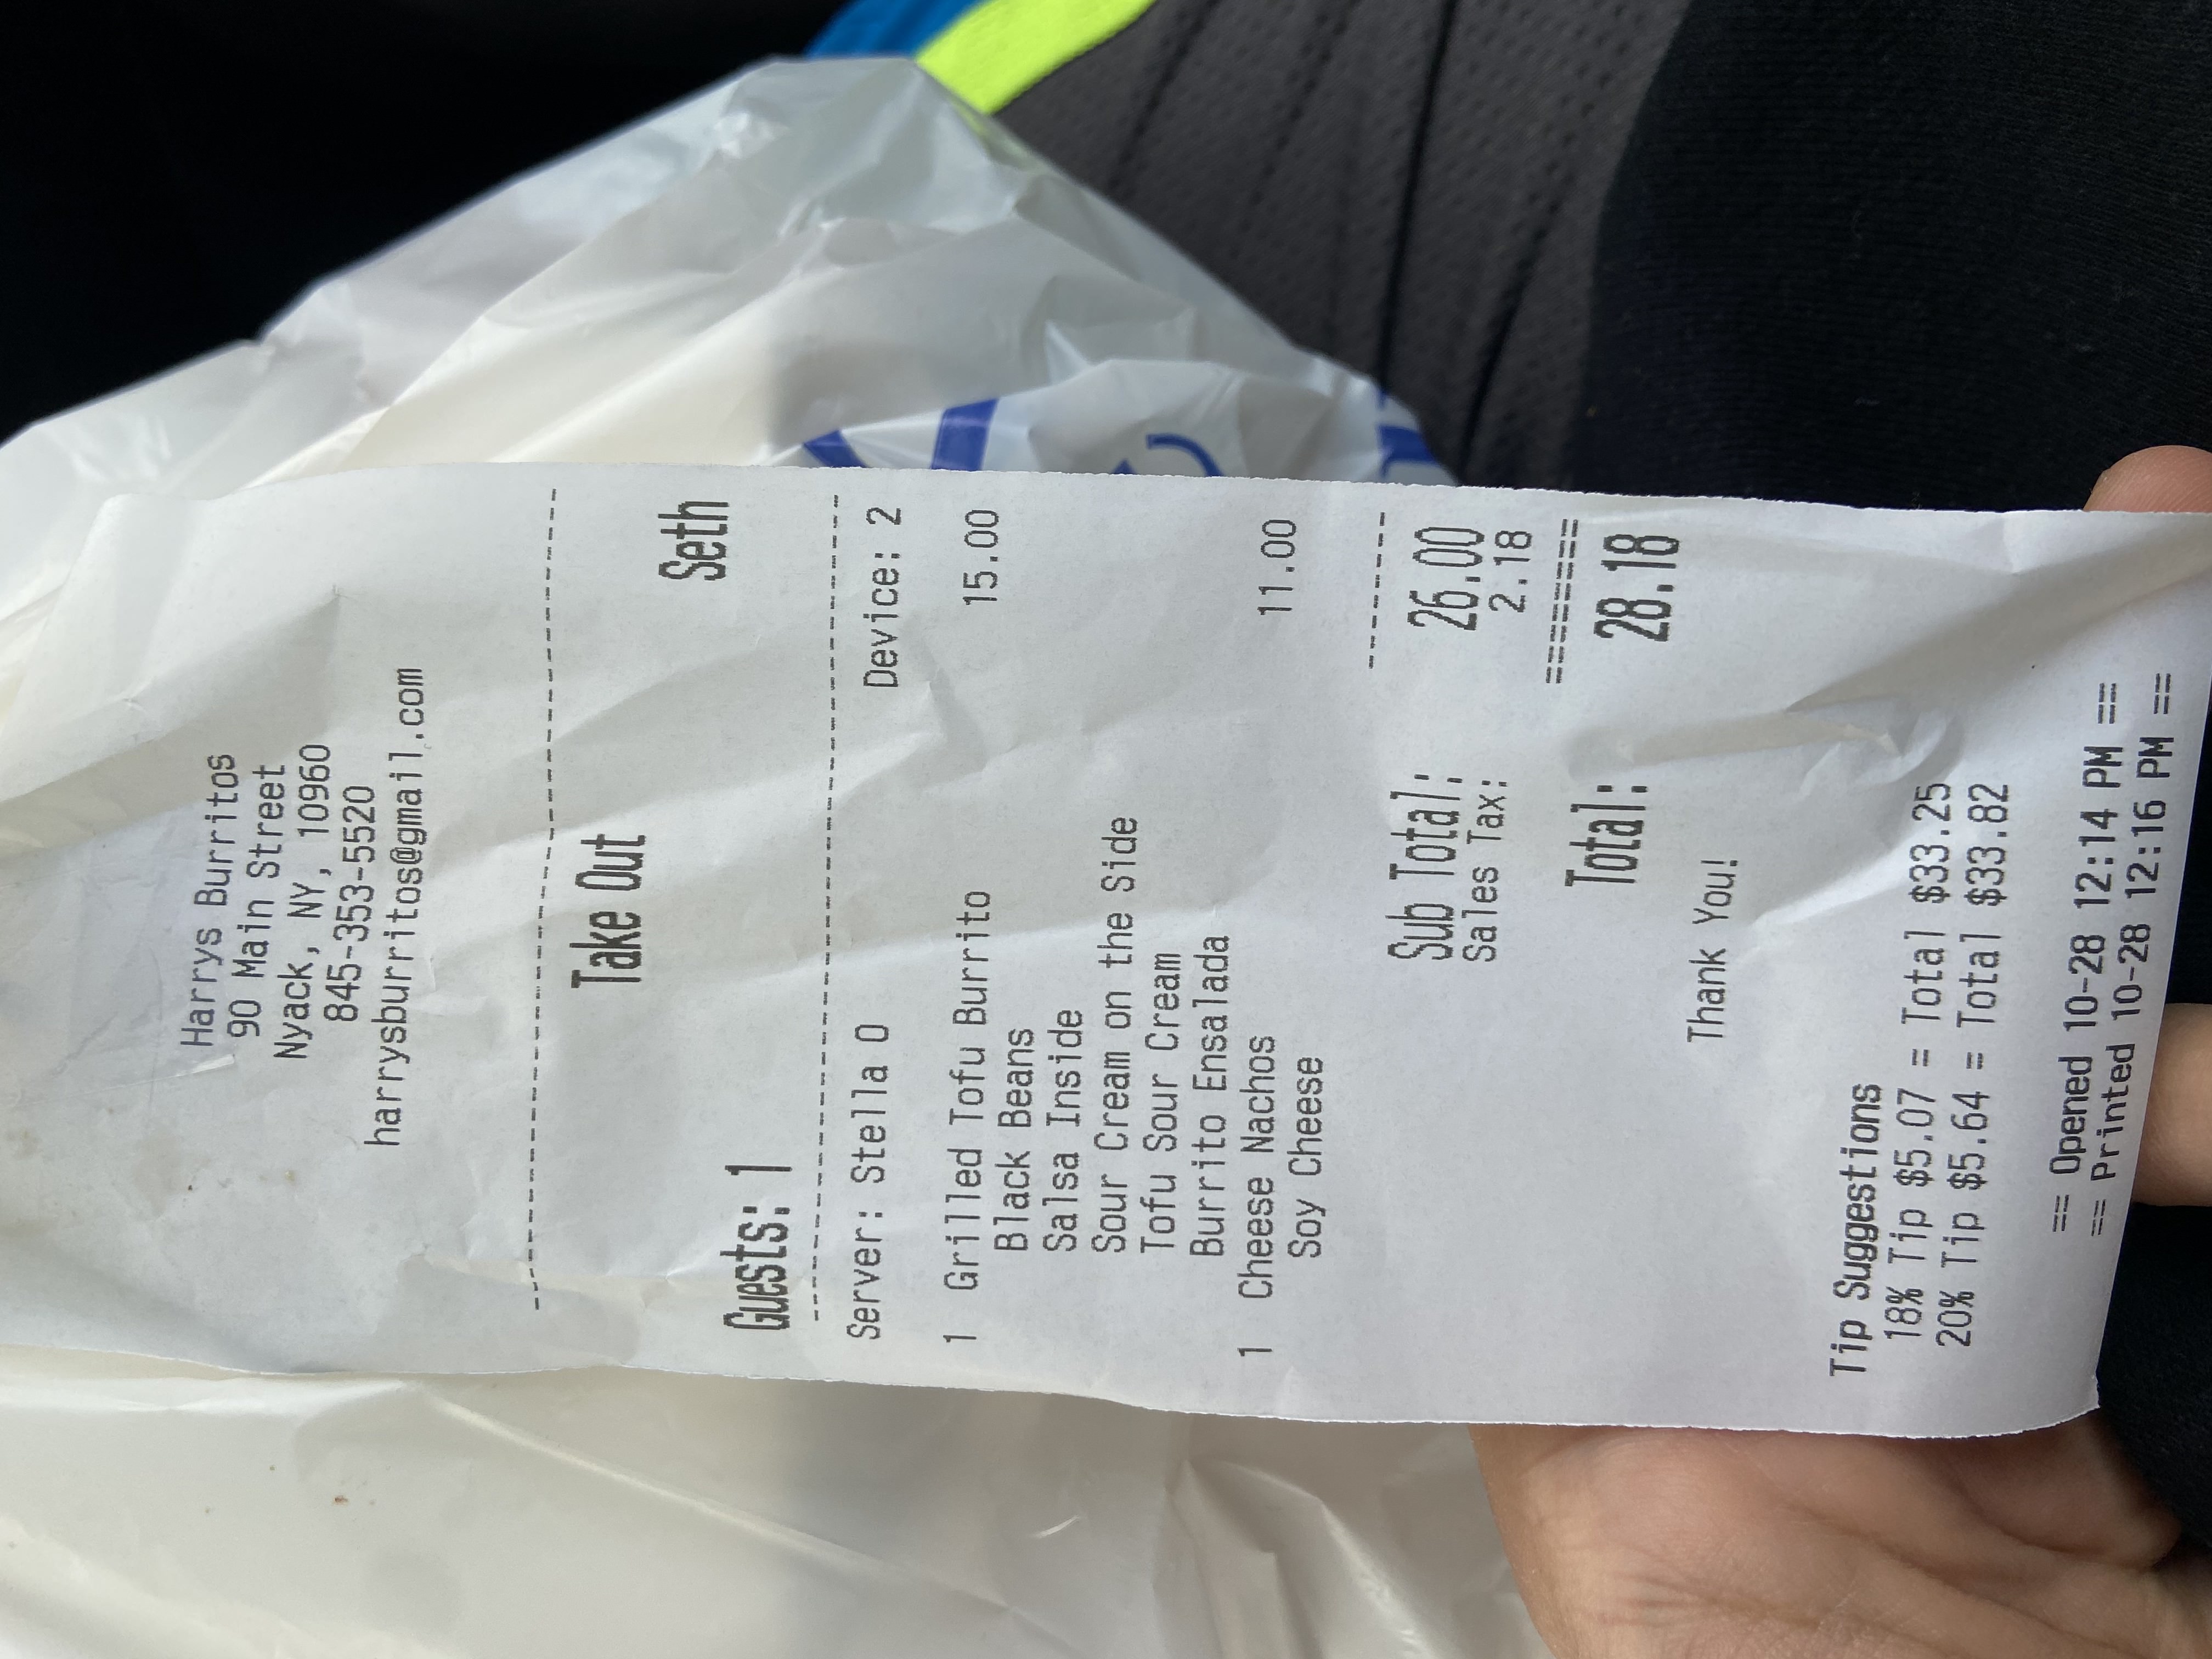 Harrys Burritos
90 Main Street
Nyack, NY, 10960
845-353-5520
harrysburritos@gmail.com
Take Out
Seth
Guests: 1
Server: Stella O Device: 2
1 Grilled Tofu Burrito 15.00
Black Beans
Salsa Inside
Sour Cream on the Side
Tofu Sour Cream
Burrito Ensalada
1 Cheese Nachos 11.00
Soy Cheese
--------
Sub Total: 26.00
Sales Tax: 2.18
========
Total: 28.18
Thank You!
Tip Suggestions
18% Tip $5.07 = Total $33.25
20% Tip $5.64 = Total $33.82
== Opened 10-28 12:14 PM ==
== Printed 10-28 12:16 PM ==